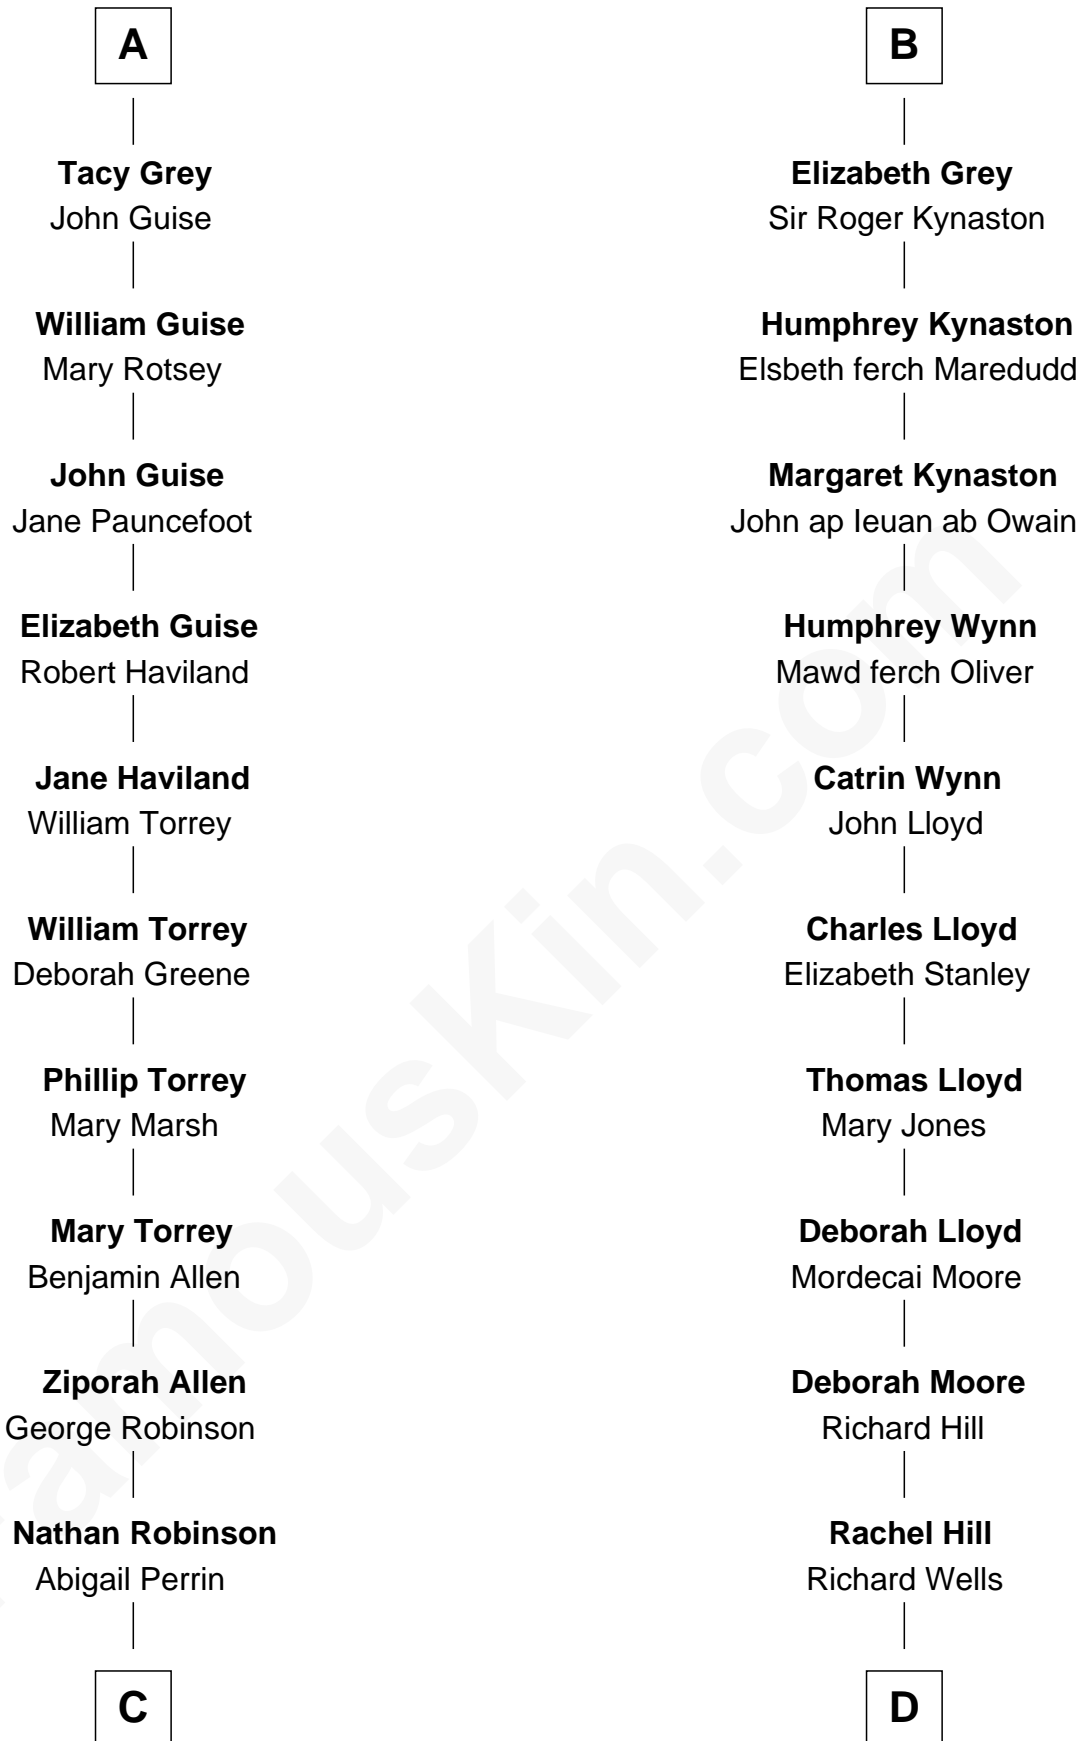 A
Tacy Grey
John Guise
William Guise
Mary Rotsey
John Guise
Jane Pauncefoot
Elizabeth Guise
Robert Haviland
Jane Haviland
William Torrey
William Torrey
Deborah Greene
Phillip Torrey
Mary Marsh
Mary Torrey
Benjamin Allen
Ziporah Allen
George Robinson
Nathan Robinson
Abigail Perrin
C
B
Elizabeth Grey
Sir Roger Kynaston
Humphrey Kynaston
Elsbeth ferch Maredudd
Margaret Kynaston
John ap Ieuan ab Owain
Humphrey Wynn
Mawd ferch Oliver
Catrin Wynn
John Lloyd
Charles Lloyd
Elizabeth Stanley
Thomas Lloyd
Mary Jones
Deborah Lloyd
Mordecai Moore
Deborah Moore
Richard Hill
Rachel Hill
Richard Wells
D
FamousKin.com